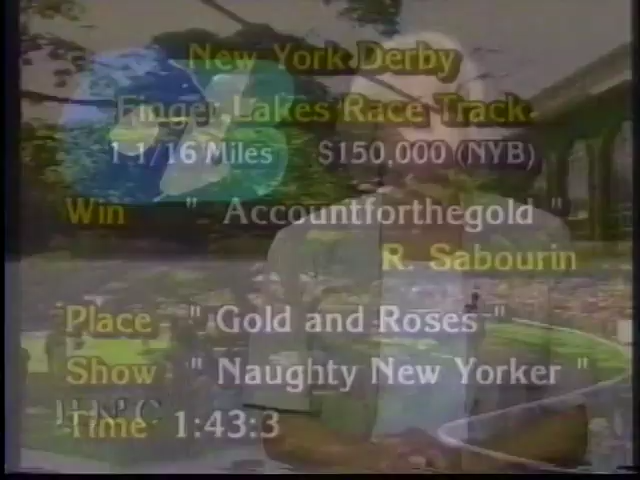 New York Derby
Finger Lakes Race Track
1 1/16 Miles $150,000 (NYB)
Win " Accountforthegold "
R. Sabourin
Place " Gold and Roses "
Show " Naughty New Yorker "
Time 1:43:3